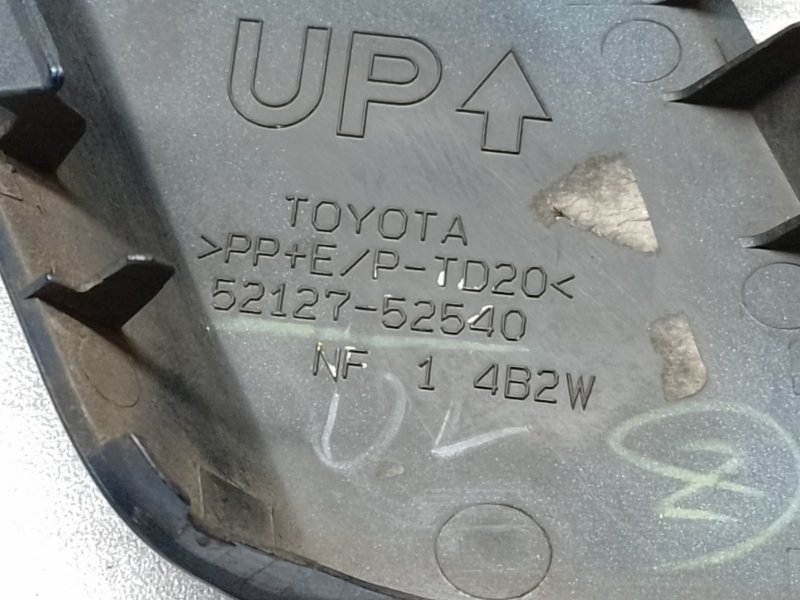 UP ↑
TOYOTA
>PP+E/P-TD20<
52127-52540
NF 1 4B2W